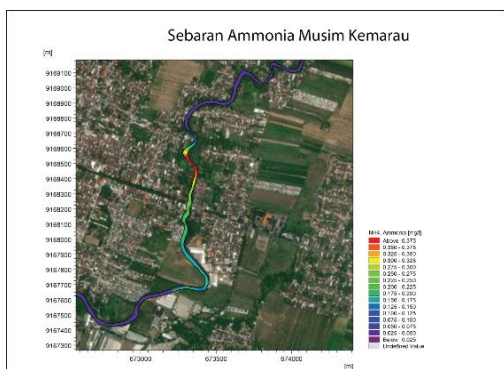 Sebaran Ammonia Musim Kemarau
[m]
9169100
9169000
9168900
9168800
9168700
9168600
9168500
9168400
9168300
9168200
9168100
9168000
9167900
9167800
9167700
9167600
9167500
9167400
9167300
673000
673500
674000
[m]
NH4, Ammonia [mg/l]
Above 0.375
0.350 - 0.375
0.325 - 0.350
0.300 - 0.325
0.275 - 0.300
0.250 - 0.275
0.225 - 0.250
0.200 - 0.225
0.175 - 0.200
0.150 - 0.175
0.125 - 0.150
0.100 - 0.125
0.075 - 0.100
0.050 - 0.075
0.025 - 0.050
Below 0.025
Undefined Value